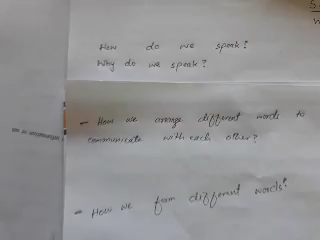 How do we speak?
Why do we speak?
- How we arrange different words to
communicate with each other?
- How we form different words?